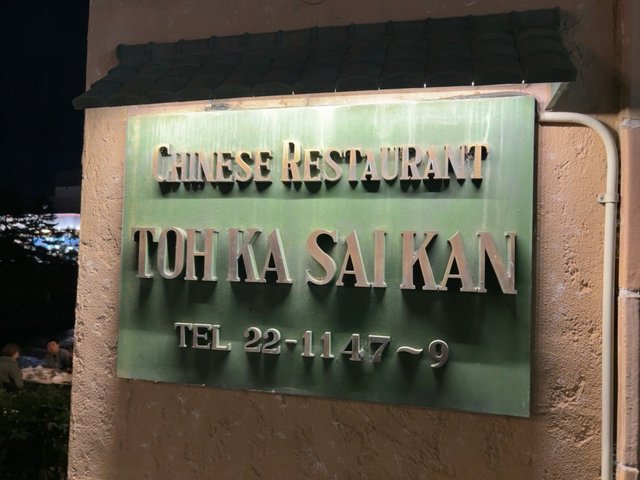 CHINESE RESTAURANT
TOH KA SAI KAN
TEL 22-1147~9